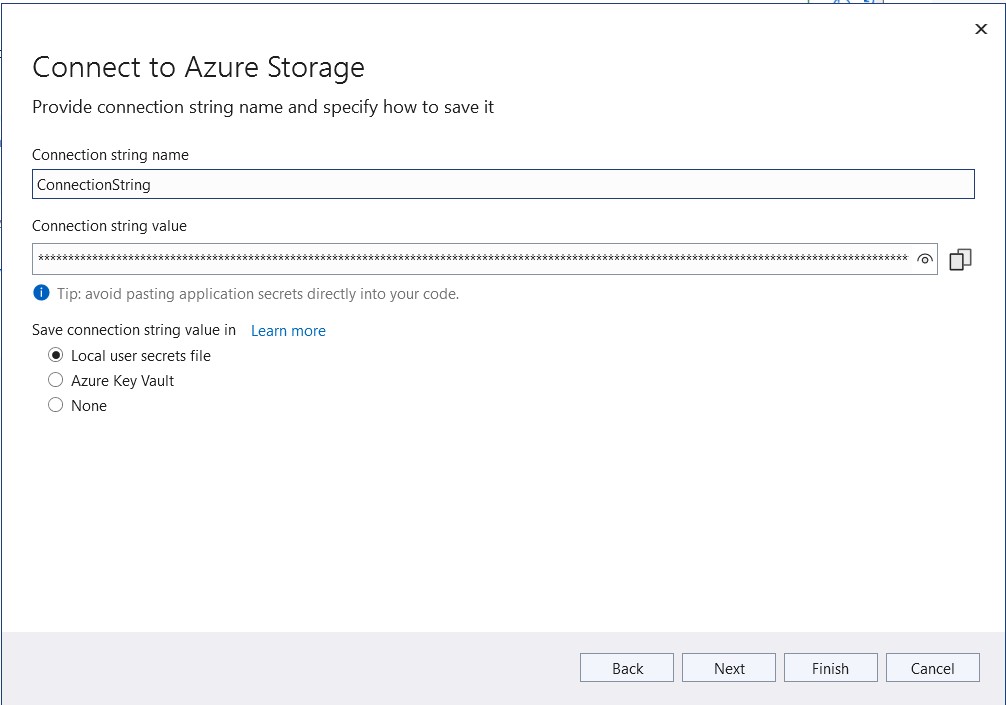 Connect to Azure Storage
Provide connection string name and specify how to save it
Connection string name
ConnectionString
Connection string value
Tip: avoid pasting application secrets directly into your code.
Save connection string value in Learn more
Local user secrets file
Azure Key Vault
None
Back Next Finish Cancel